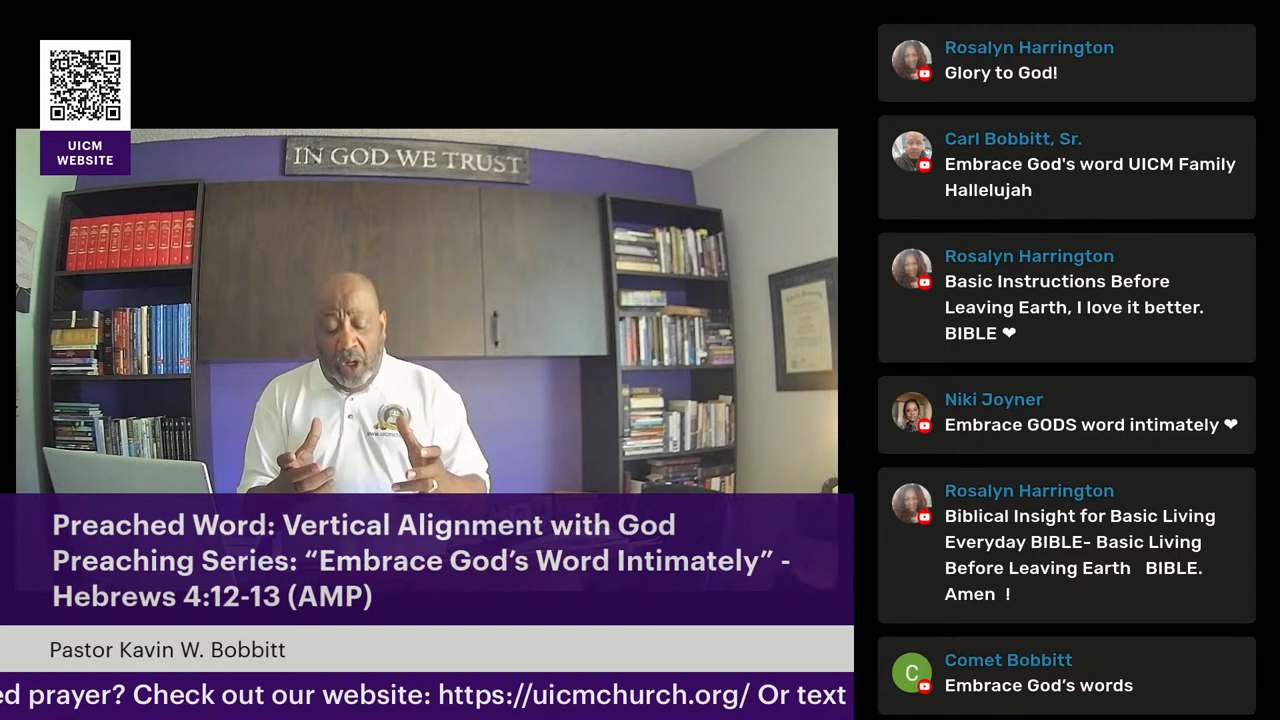 UICM
WEBSITE
IN GOD WE TRUST
Preached Word: Vertical Alignment with God
Preaching Series: “Embrace God’s Word Intimately” -
Hebrews 4:12-13 (AMP)
Pastor Kavin W. Bobbitt
ed prayer? Check out our website: https://uicmchurch.org/ Or text
Rosalyn Harrington
Glory to God!
Carl Bobbitt, Sr.
Embrace God's word UICM Family
Hallelujah
Rosalyn Harrington
Basic Instructions Before
Leaving Earth, I love it better.
BIBLE ❤
Niki Joyner
Embrace GODS word intimately ❤
Rosalyn Harrington
Biblical Insight for Basic Living
Everyday BIBLE- Basic Living
Before Leaving Earth BIBLE.
Amen !
C
Comet Bobbitt
Embrace God’s words